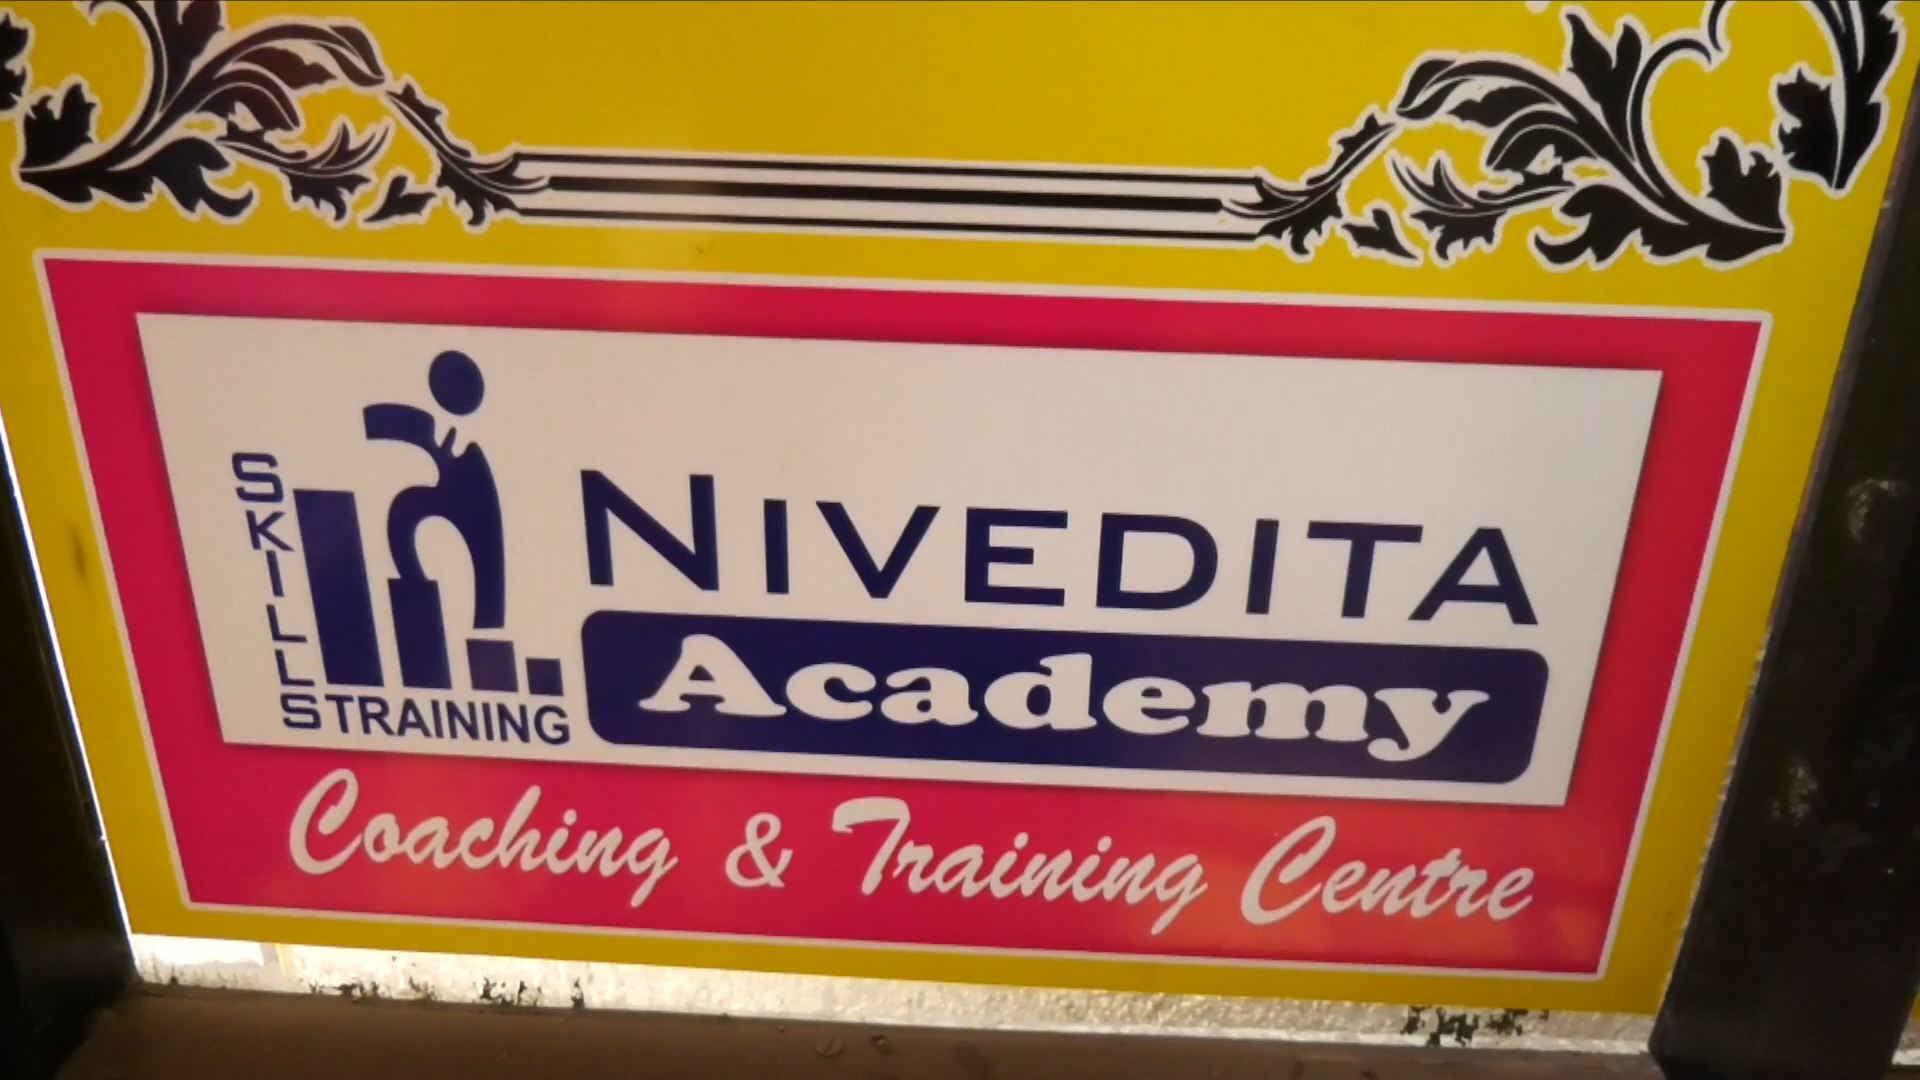 SKILLS
TRAINING
NIVEDITA
Academy
Coaching & Training Centre